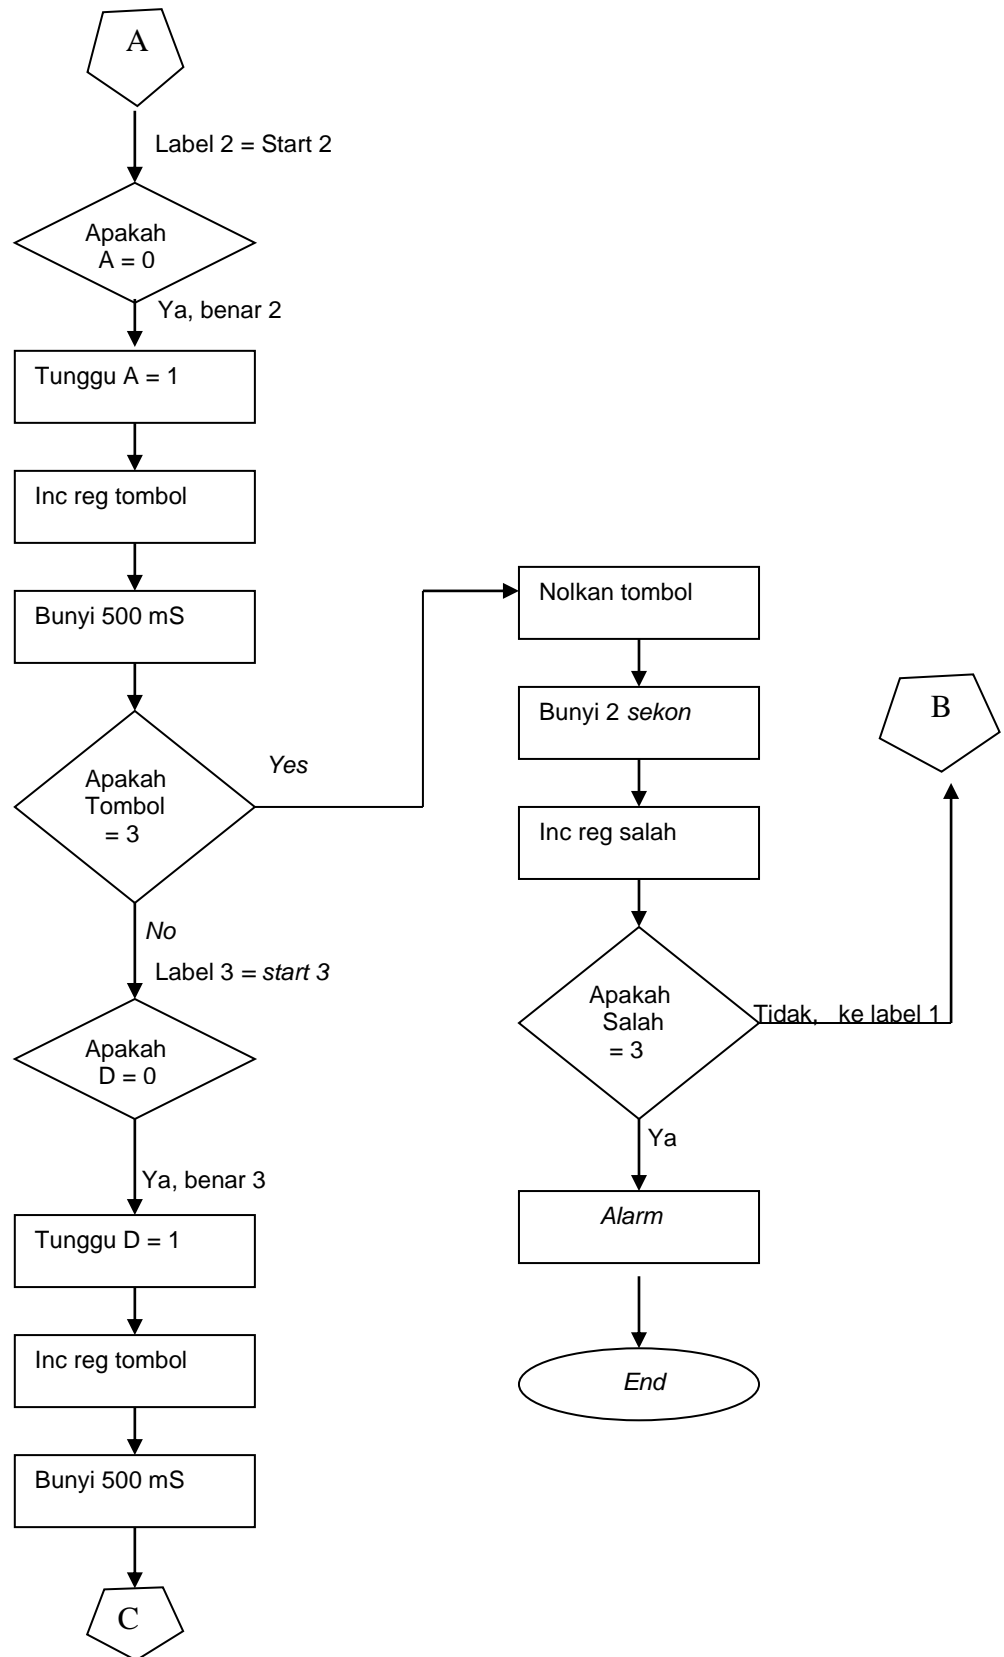 A
Label 2 = Start 2
Apakah
A = 0
Ya, benar 2
Tunggu A = 1
Inc reg tombol
Bunyi 500 mS
Apakah
Tombol
= 3
Yes
No
Label 3 = start 3
Apakah
D = 0
Ya, benar 3
Tunggu D = 1
Inc reg tombol
Bunyi 500 mS
C
Nolkan tombol
Bunyi 2 sekon
Inc reg salah
Apakah
Salah
= 3
Tidak, ke label 1
B
Ya
Alarm
End